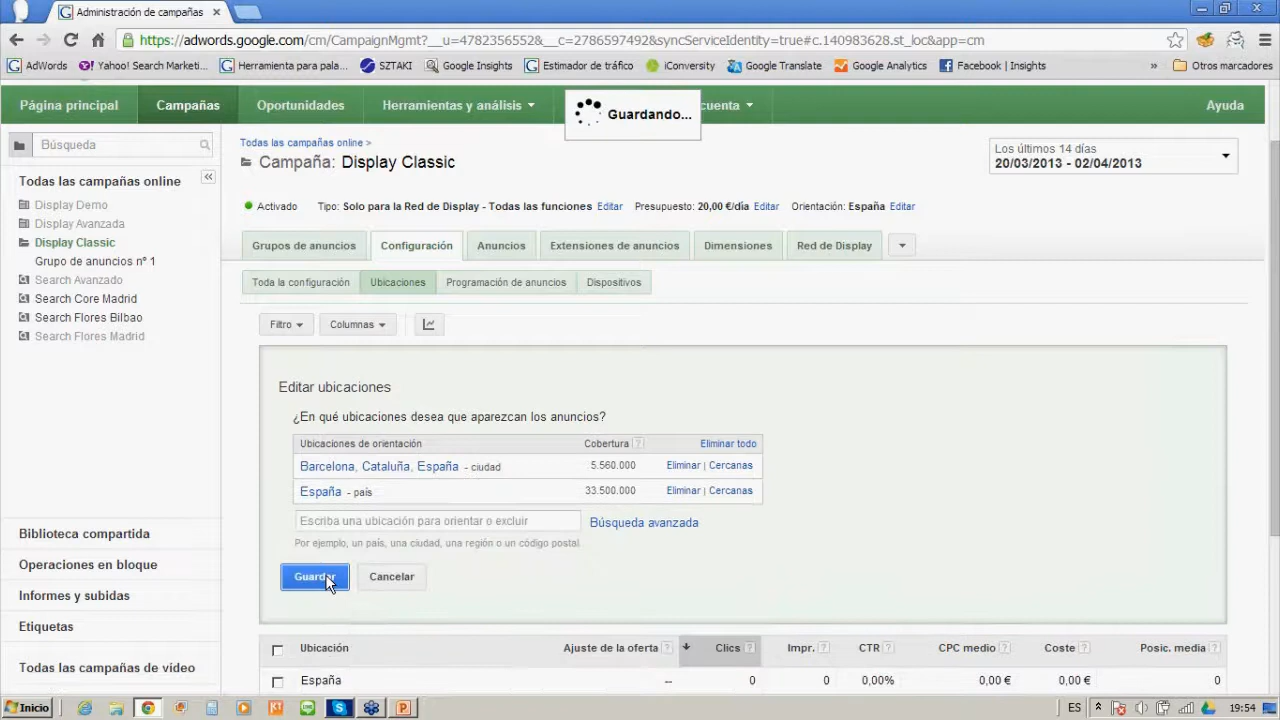 Administración de campañas
https://adwords.google.com/cm/CampaignMgmt?__u=4782356552&__c=2786597492&syncServiceIdentity=true#c.140983628.st_loc&app=cm
AdWords Yahoo! Search Marketi... Herramienta para pala... SZTAKI Google Insights Estimador de tráfico iConversity Google Translate Google Analytics Facebook | Insights » Otros marcadores
Página principal Campañas Oportunidades Herramientas y análisis cuenta Ayuda
Guardando...
Búsqueda
Todas las campañas online
Display Demo
Display Avanzada
Display Classic
Grupo de anuncios nº 1
Search Avanzado
Search Core Madrid
Search Flores Bilbao
Search Flores Madrid
Biblioteca compartida
Operaciones en bloque
Informes y subidas
Etiquetas
Todas las campañas de video
Todas las campañas online >
Campaña: Display Classic
Los últimos 14 días
20/03/2013 - 02/04/2013
Activado Tipo: Solo para la Red de Display - Todas las funciones Editar Presupuesto: 20,00 €/día Editar Orientación: España Editar
Grupos de anuncios Configuración Anuncios Extensiones de anuncios Dimensiones Red de Display
Toda la configuración Ubicaciones Programación de anuncios Dispositivos
Filtro Columnas
Editar ubicaciones
¿En qué ubicaciones desea que aparezcan los anuncios?
Ubicaciones de orientación Cobertura ? Eliminar todo
Barcelona, Cataluña, España - ciudad 5.560.000 Eliminar | Cercanas
España - país 33.500.000 Eliminar | Cercanas
Escriba una ubicación para orientar o excluir Búsqueda avanzada
Por ejemplo, un país, una ciudad, una región o un código postal.
Guardar Cancelar
Ubicación Ajuste de la oferta ? Clics ? Impr. ? CTR ? CPC medio ? Coste ? Posic. media ?
España -- 0 0 0,00% 0,00 € 0,00 € 0
Inicio ES 19:54